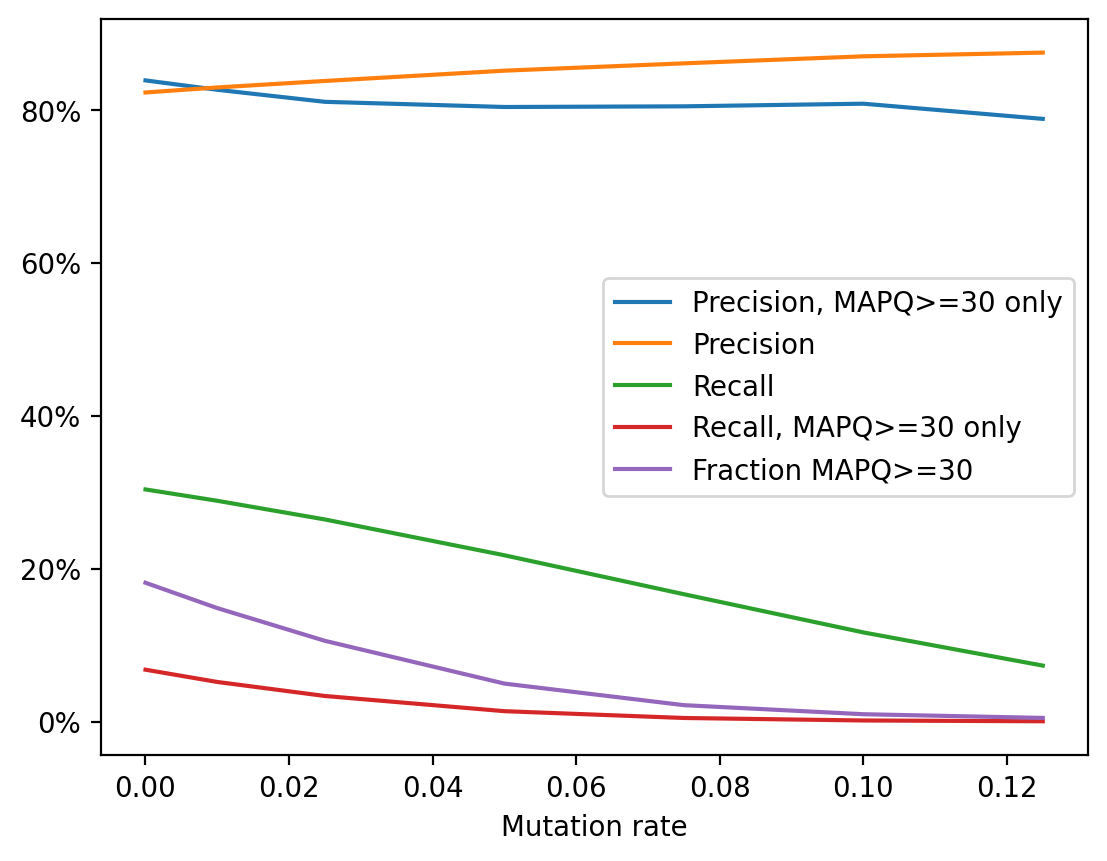 80%
60%
40%
20%
0%
Precision, MAPQ>=30 only
Precision
Recall
Recall, MAPQ>=30 only
Fraction MAPQ>=30
0.00 0.02 0.04 0.06 0.08 0.10 0.12
Mutation rate